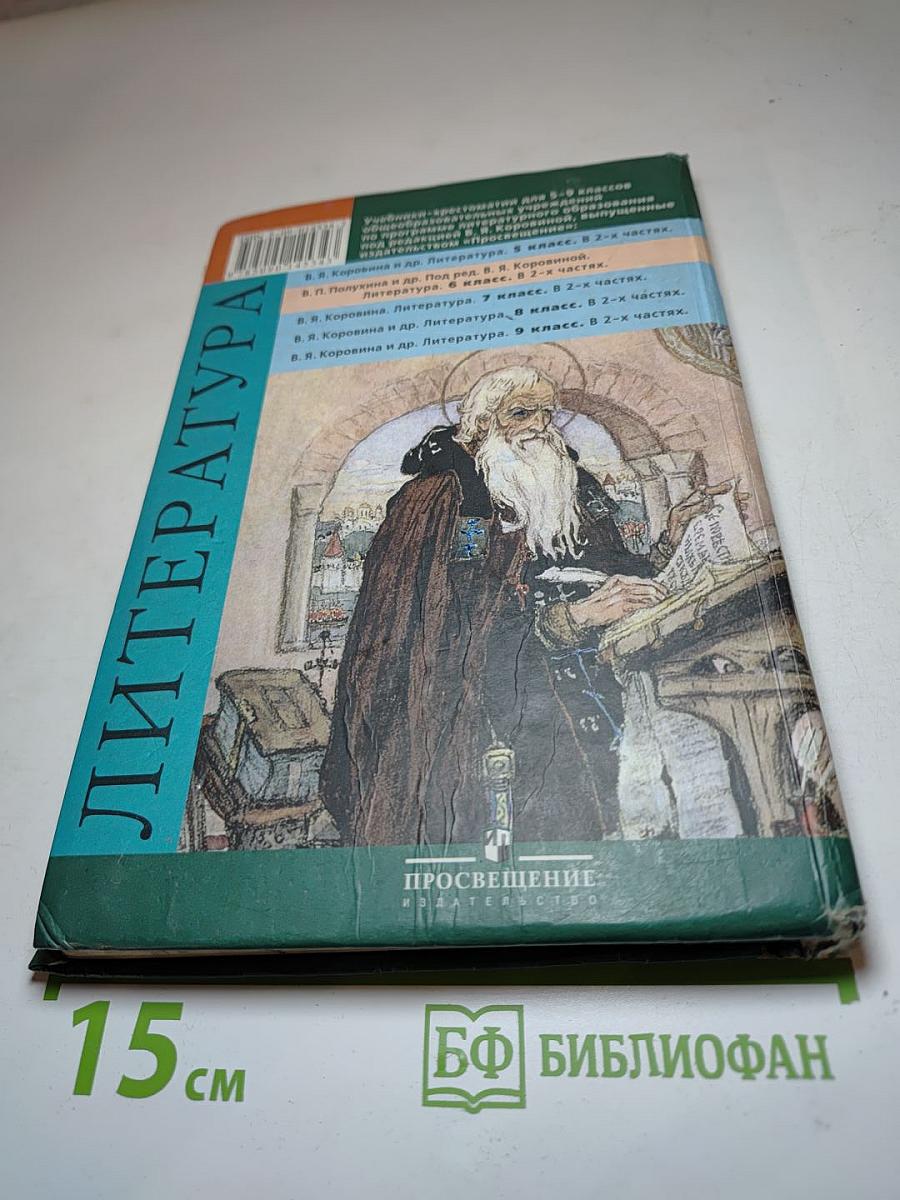 Учебники-хрестоматии для 5–9 классов
общеобразовательных учреждений
по программе литературного образования
под редакцией В. Я. Коровиной, выпущенные
издательством «Просвещение»:
В. Я. Коровина и др. Литература. 5 класс. В 2-х частях.
В. П. Полухина и др. Под ред. В. Я. Коровиной.
Литература. 6 класс. В 2-х частях.
В. Я. Коровина. Литература. 7 класс. В 2-х частях.
В. Я. Коровина и др. Литература. 8 класс. В 2-х частях.
В. Я. Коровина и др. Литература. 9 класс. В 2-х частях.
ЛИТЕРАТУРА
ПРОСВЕЩЕНИЕ
ИЗДАТЕЛЬСТВО
15 см
БФ БИБЛИОФАН